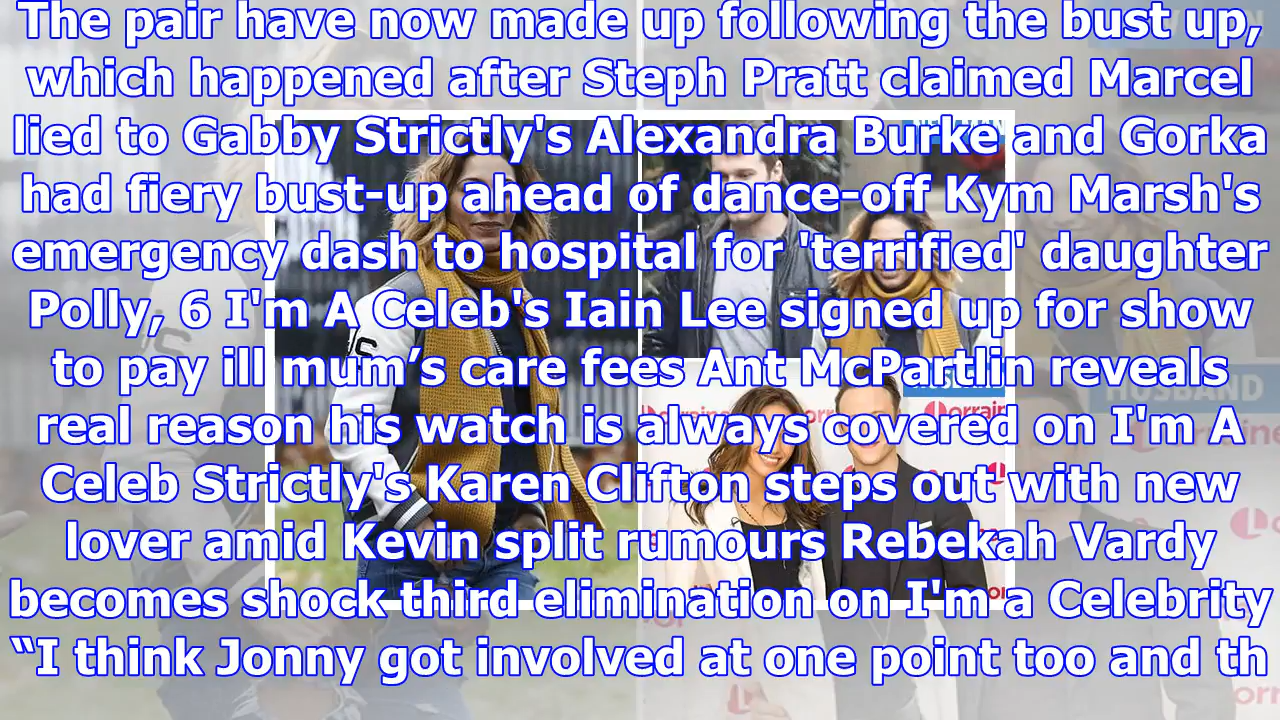 The pair have now made up following the bust up,
which happened after Steph Pratt claimed Marcel
lied to Gabby Strictly's Alexandra Burke and Gorka
had fiery bust-up ahead of dance-off Kym Marsh's
emergency dash to hospital for 'terrified' daughter
Polly, 6 I'm A Celeb's Iain Lee signed up for show
to pay ill mum’s care fees Ant McPartlin reveals
real reason his watch is always covered on I'm A
Celeb Strictly's Karen Clifton steps out with new
lover amid Kevin split rumours Rebekah Vardy
becomes shock third elimination on I'm a Celebrity
“I think Jonny got involved at one point too and th
HUSBAND